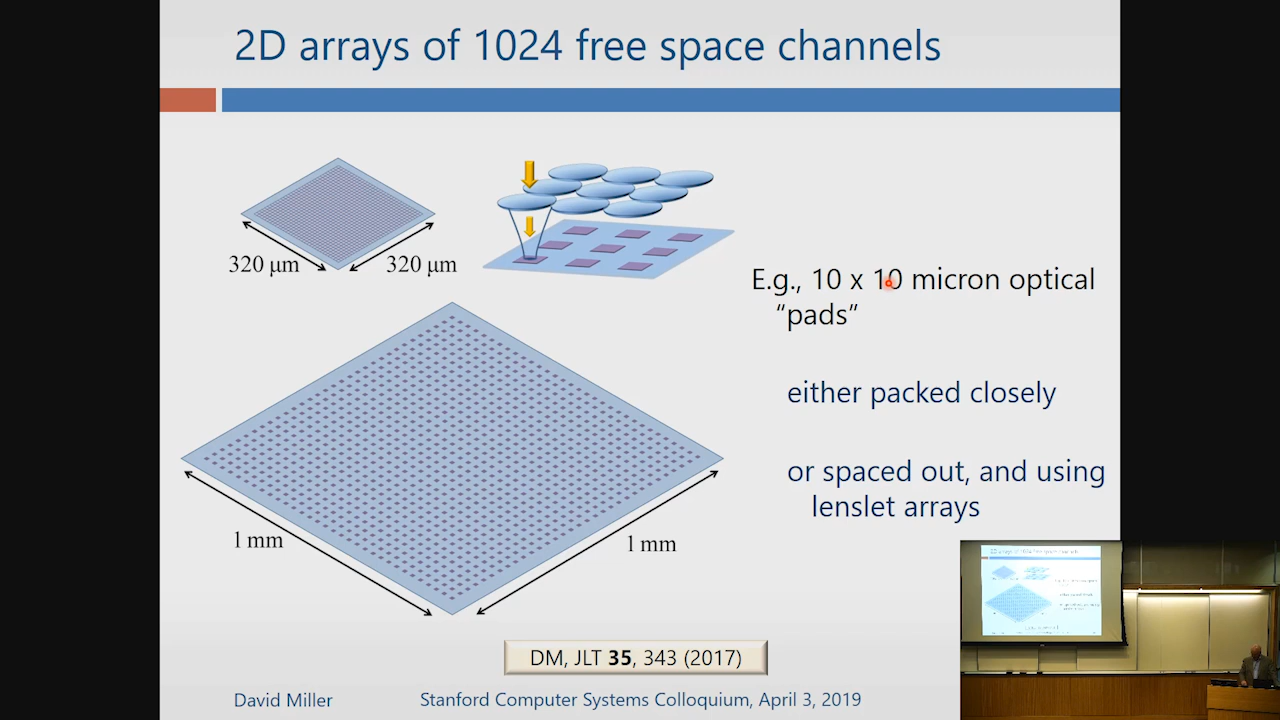 2D arrays of 1024 free space channels
320 μm
320 μm
E.g., 10 x 10 micron optical
“pads”
either packed closely
or spaced out, and using
lenslet arrays
1 mm
1 mm
DM, JLT 35, 343 (2017)
David Miller
Stanford Computer Systems Colloquium, April 3, 2019